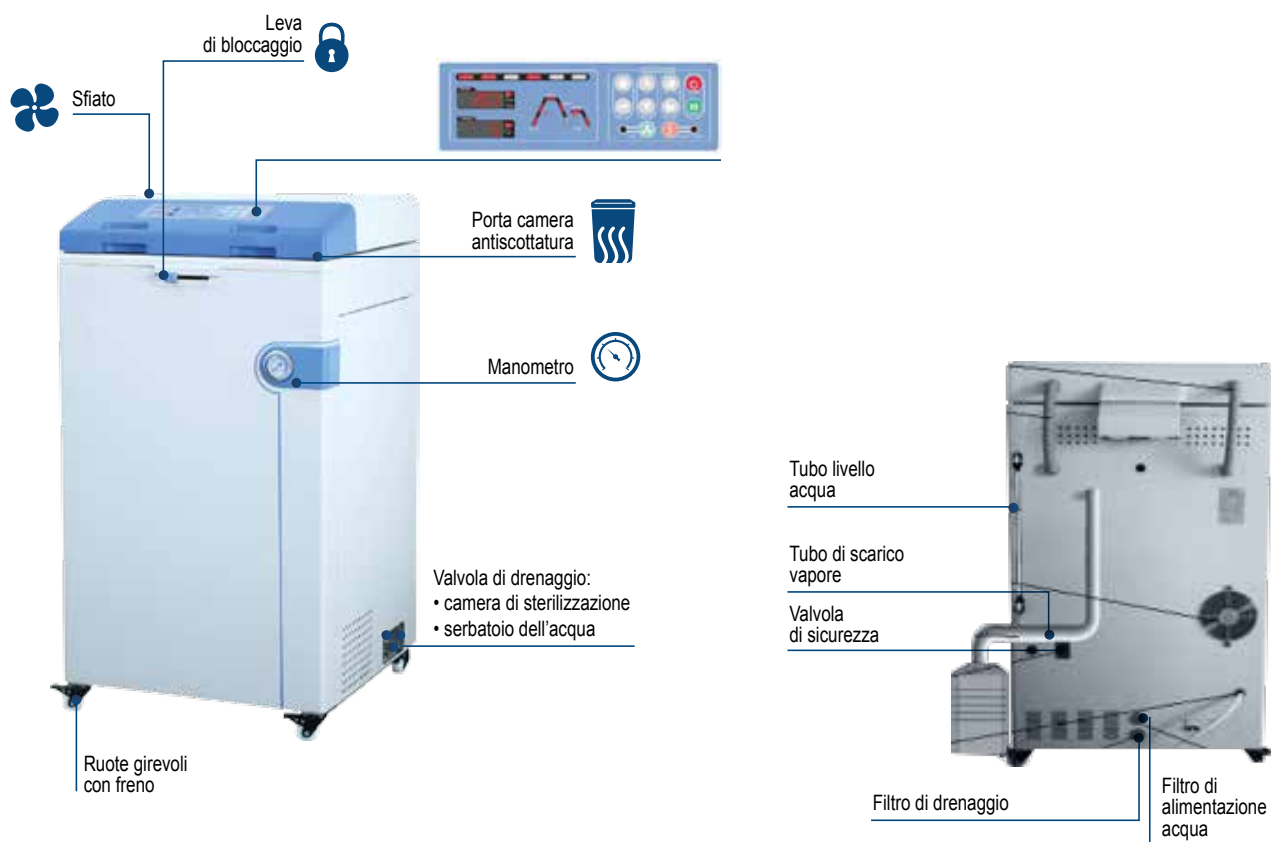 Leva
di bloccaggio
Sfiato
Porta camera
antiscottatura
Manometro
Valvola di drenaggio:
• camera di sterilizzazione
• serbatoio dell'acqua
Ruote girevoli
con freno
Tubo livello
acqua
Tubo di scarico
vapore
Valvola
di sicurezza
Filtro di drenaggio
Filtro di
alimentazione
acqua